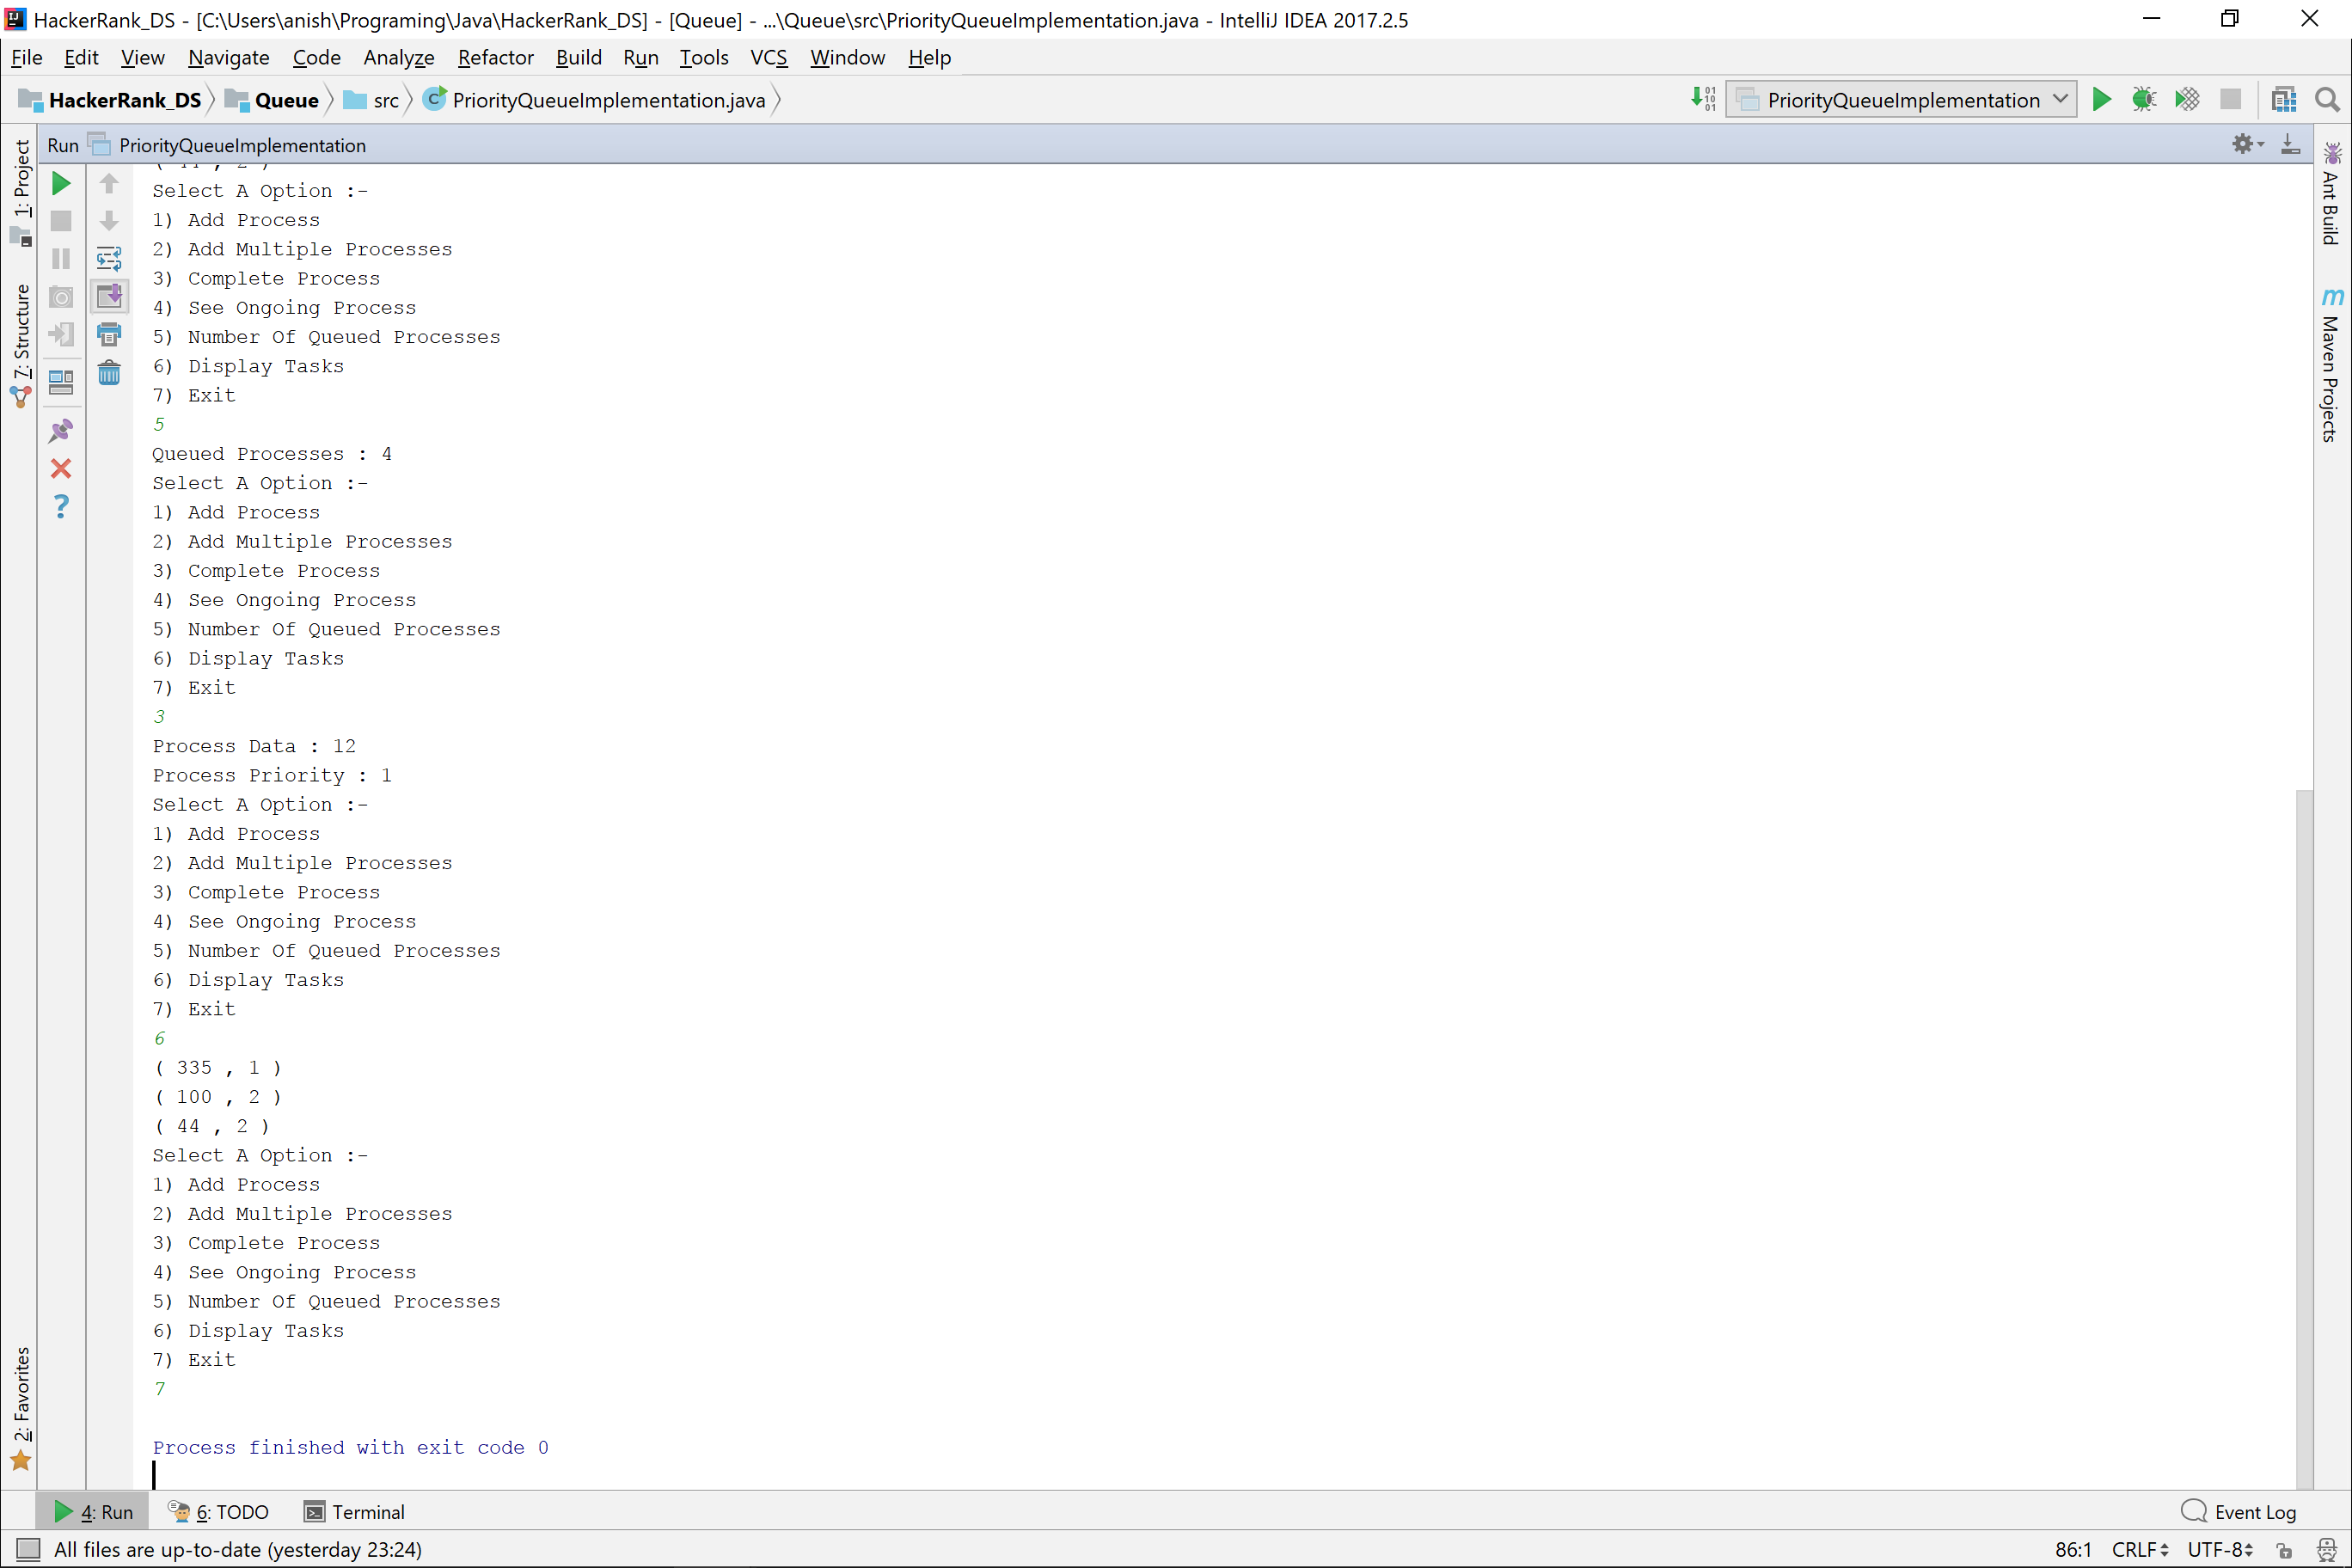 HackerRank_DS - [C:\Users\anish\Programing\Java\HackerRank_DS] - [Queue] - ...\Queue\src\PriorityQueueImplementation.java - IntelliJ IDEA 2017.2.5
File Edit View Navigate Code Analyze Refactor Build Run Tools VCS Window Help
HackerRank_DS Queue src PriorityQueueImplementation.java PriorityQueueImplementation
Run PriorityQueueImplementation
1: Project
7: Structure
2: Favorites
Ant Build
Maven Projects
Select A Option :-
1) Add Process
2) Add Multiple Processes
3) Complete Process
4) See Ongoing Process
5) Number Of Queued Processes
6) Display Tasks
7) Exit
5
Queued Processes : 4
Select A Option :-
1) Add Process
2) Add Multiple Processes
3) Complete Process
4) See Ongoing Process
5) Number Of Queued Processes
6) Display Tasks
7) Exit
3
Process Data : 12
Process Priority : 1
Select A Option :-
1) Add Process
2) Add Multiple Processes
3) Complete Process
4) See Ongoing Process
5) Number Of Queued Processes
6) Display Tasks
7) Exit
6
( 335 , 1 )
( 100 , 2 )
( 44 , 2 )
Select A Option :-
1) Add Process
2) Add Multiple Processes
3) Complete Process
4) See Ongoing Process
5) Number Of Queued Processes
6) Display Tasks
7) Exit
7
Process finished with exit code 0
4: Run 6: TODO Terminal Event Log
All files are up-to-date (yesterday 23:24) 86:1 CRLF UTF-8